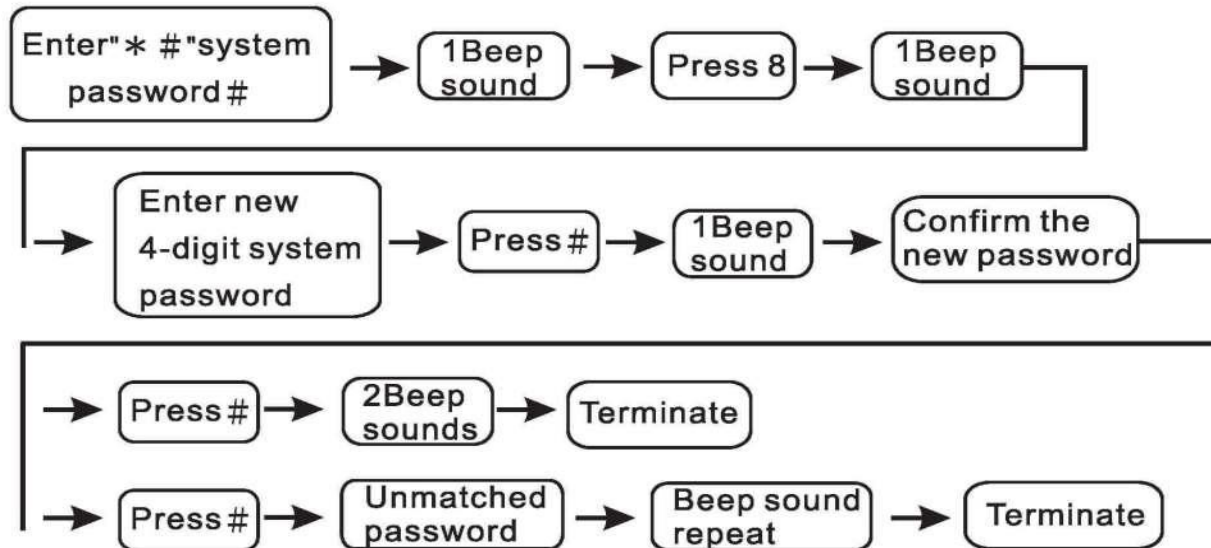 Enter"* #"system
password#
1Beep
sound
Press 8
1Beep
sound
Enter new
4-digit system
password
Press#
1Beep
sound
Confirm the
new password
Press#
2Beep
sounds
Terminate
Press#
Unmatched
password
Beep sound
repeat
Terminate